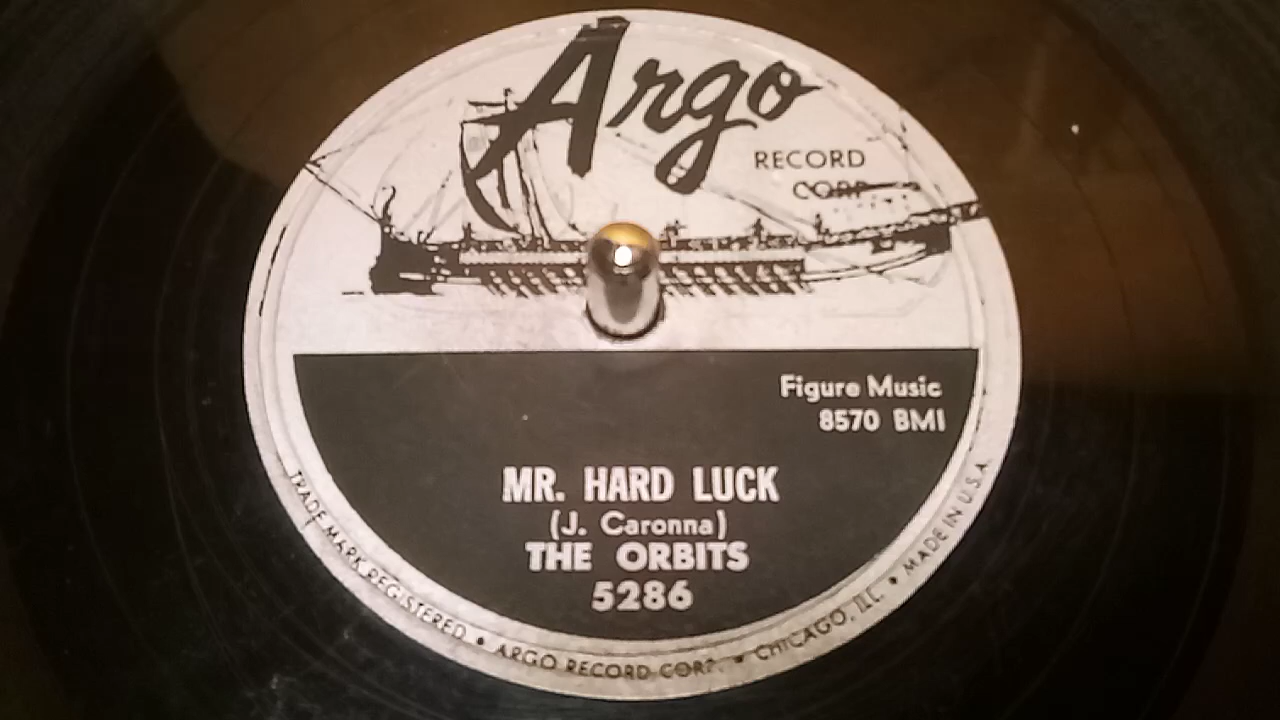 Argo
RECORD
CORP
Figure Music
8570 BMI
MR. HARD LUCK
(J. Caronna)
THE ORBITS
5286
TRADE MARK REGISTERED • ARGO RECORD CORP. • CHICAGO, ILL. • MADE IN U.S.A.